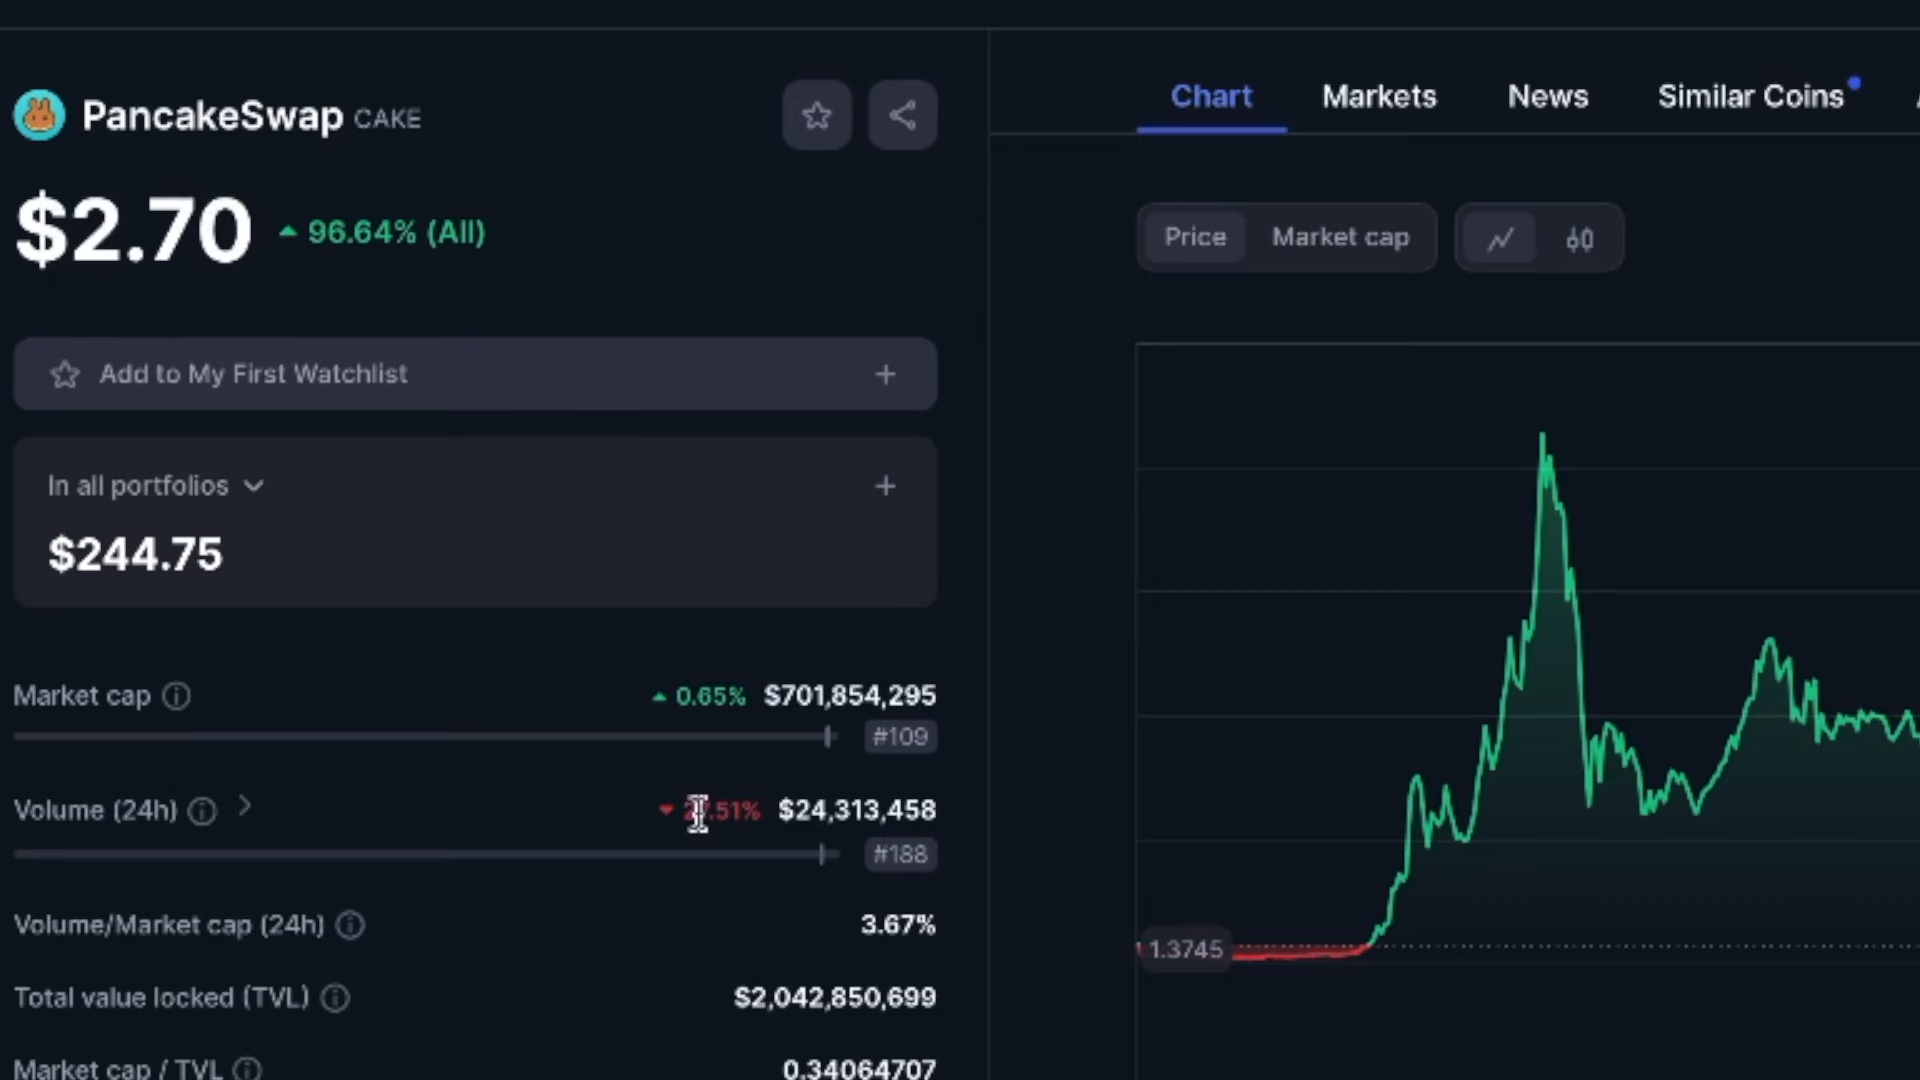 PancakeSwap CAKE
$2.70 96.64% (All)
Add to My First Watchlist +
In all portfolios +
$244.75
Market cap 0.65% $701,854,295
#109
Volume (24h) $24,313,458
#188
Volume/Market cap (24h) 3.67%
Total value locked (TVL) $2,042,850,699
Market cap / TVL 0.34064707
Chart Markets News Similar Coins
Price Market cap
1.3745